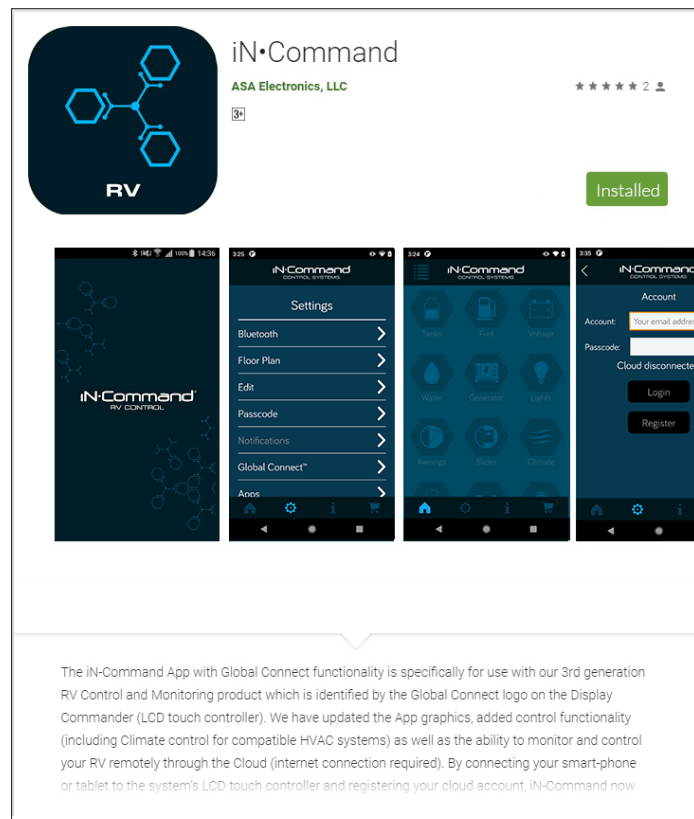 iN•Command
ASA Electronics, LLC
2
3+
RV
Installed
100% 14:36
iN·Command
RV CONTROL
3:25
iN·Command
CONTROL SYSTEMS
Settings
Bluetooth
Floor Plan
Edit
Passcode
Notifications
Global Connect™
Apps
3:24
iN·Command
CONTROL SYSTEMS
Tanks Fuel Voltage
Water Generator Lights
Awnings Slides Climate
3:35
iN·Command
CONTROL SYSTEMS
Account
Account: Your email addres
Passcode:
Cloud disconnecte
Login
Register
The iN-Command App with Global Connect functionality is specifically for use with our 3rd generation
RV Control and Monitoring product which is identified by the Global Connect logo on the Display
Commander (LCD touch controller). We have updated the App graphics, added control functionality
(including Climate control for compatible HVAC systems) as well as the ability to monitor and control
your RV remotely through the Cloud (internet connection required). By connecting your smart-phone
or tablet to the system's LCD touch controller and registering your cloud account, iN-Command now